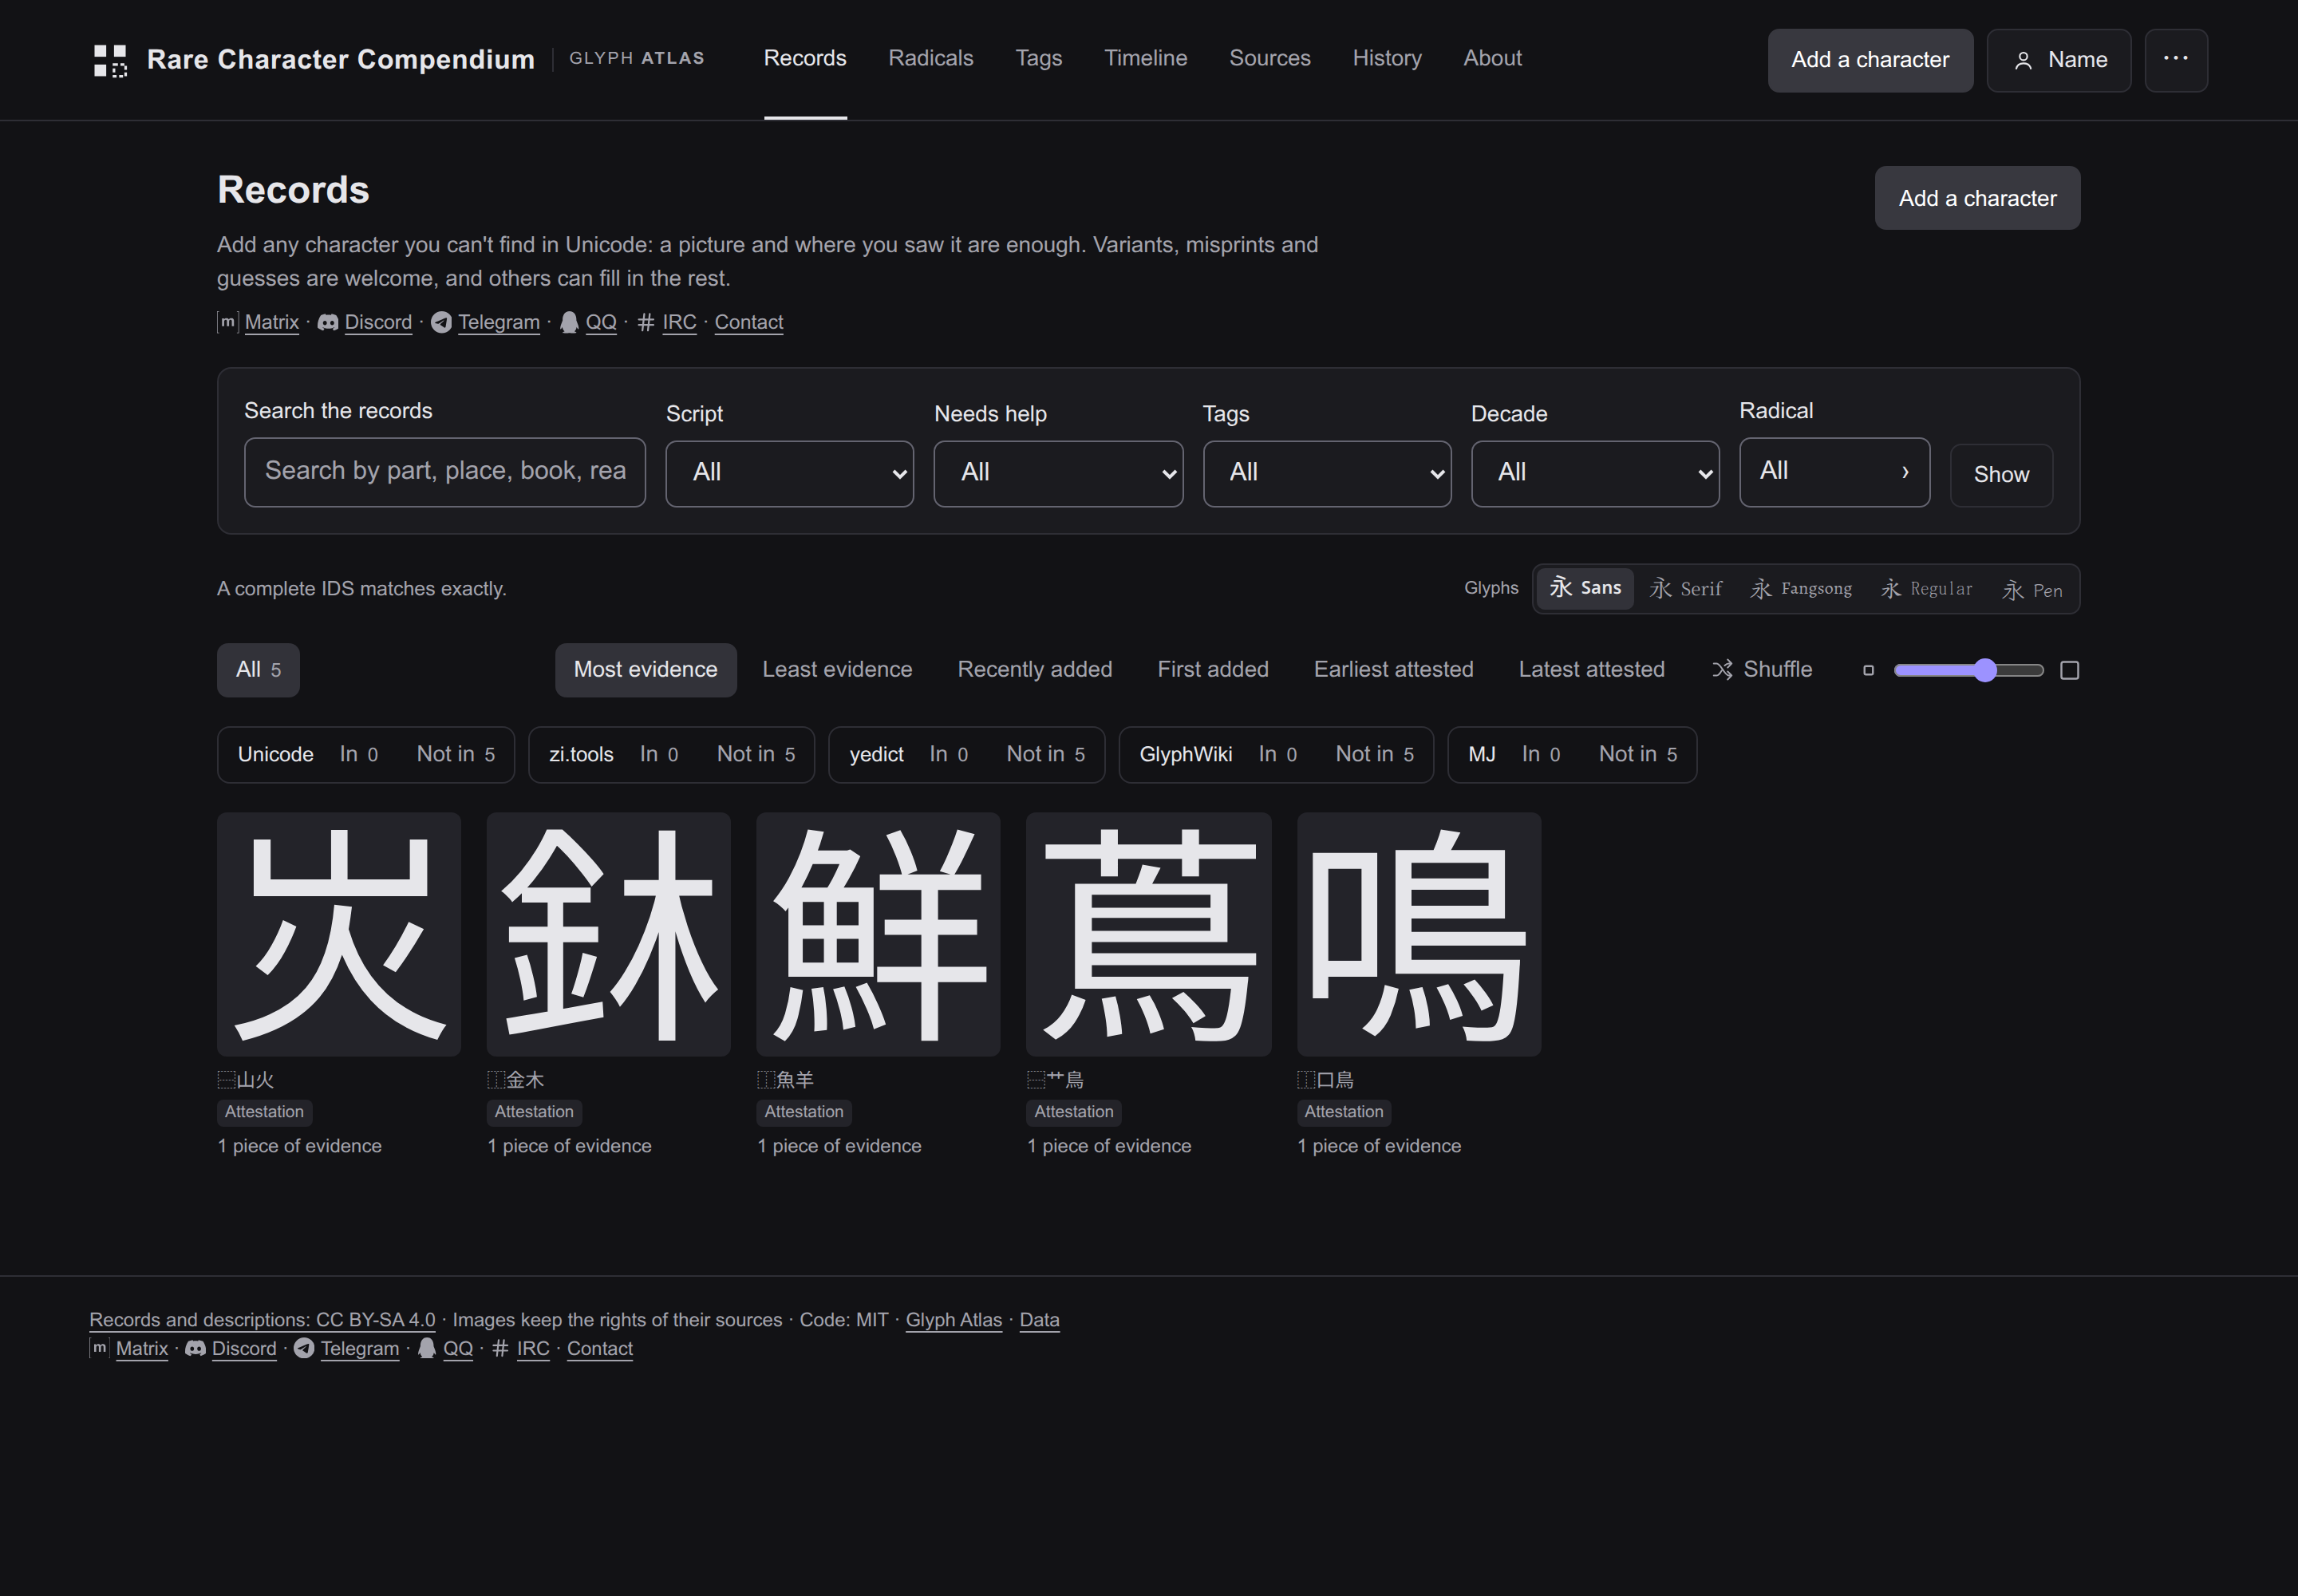 Rare Character Compendium GLYPH ATLAS Records Radicals Tags Timeline Sources History About Add a character Name ···
Records Add a character
Add any character you can't find in Unicode: a picture and where you saw it are enough. Variants, misprints and
guesses are welcome, and others can fill in the rest.
[m] Matrix · Discord · Telegram · QQ · # IRC · Contact
Search the records Script Needs help Tags Decade Radical
Search by part, place, book, rea All All All All All › Show
A complete IDS matches exactly. Glyphs 永 Sans 永 Serif 永 Fangsong 永 Regular 永 Pen
All 5 Most evidence Least evidence Recently added First added Earliest attested Latest attested Shuffle
Unicode In 0 Not in 5 zi.tools In 0 Not in 5 yedict In 0 Not in 5 GlyphWiki In 0 Not in 5 MJ In 0 Not in 5
⿱山火 ⿰金木 ⿰魚羊 ⿱艹鳥 ⿰口鳥
⿱山火 ⿰金木 ⿰魚羊 ⿱艹鳥 ⿰口鳥
Attestation Attestation Attestation Attestation Attestation
1 piece of evidence 1 piece of evidence 1 piece of evidence 1 piece of evidence 1 piece of evidence
Records and descriptions: CC BY-SA 4.0 · Images keep the rights of their sources · Code: MIT · Glyph Atlas · Data
[m] Matrix · Discord · Telegram · QQ · # IRC · Contact